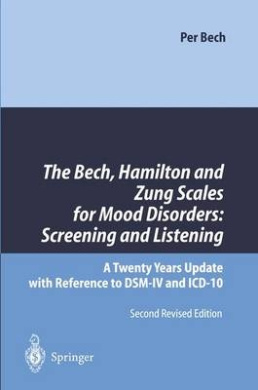 Per Bech
The Bech, Hamilton and
Zung Scales
for Mood Disorders:
Screening and Listening
A Twenty Years Update
with Reference to DSM-IV and ICD-10
Second Revised Edition
Springer